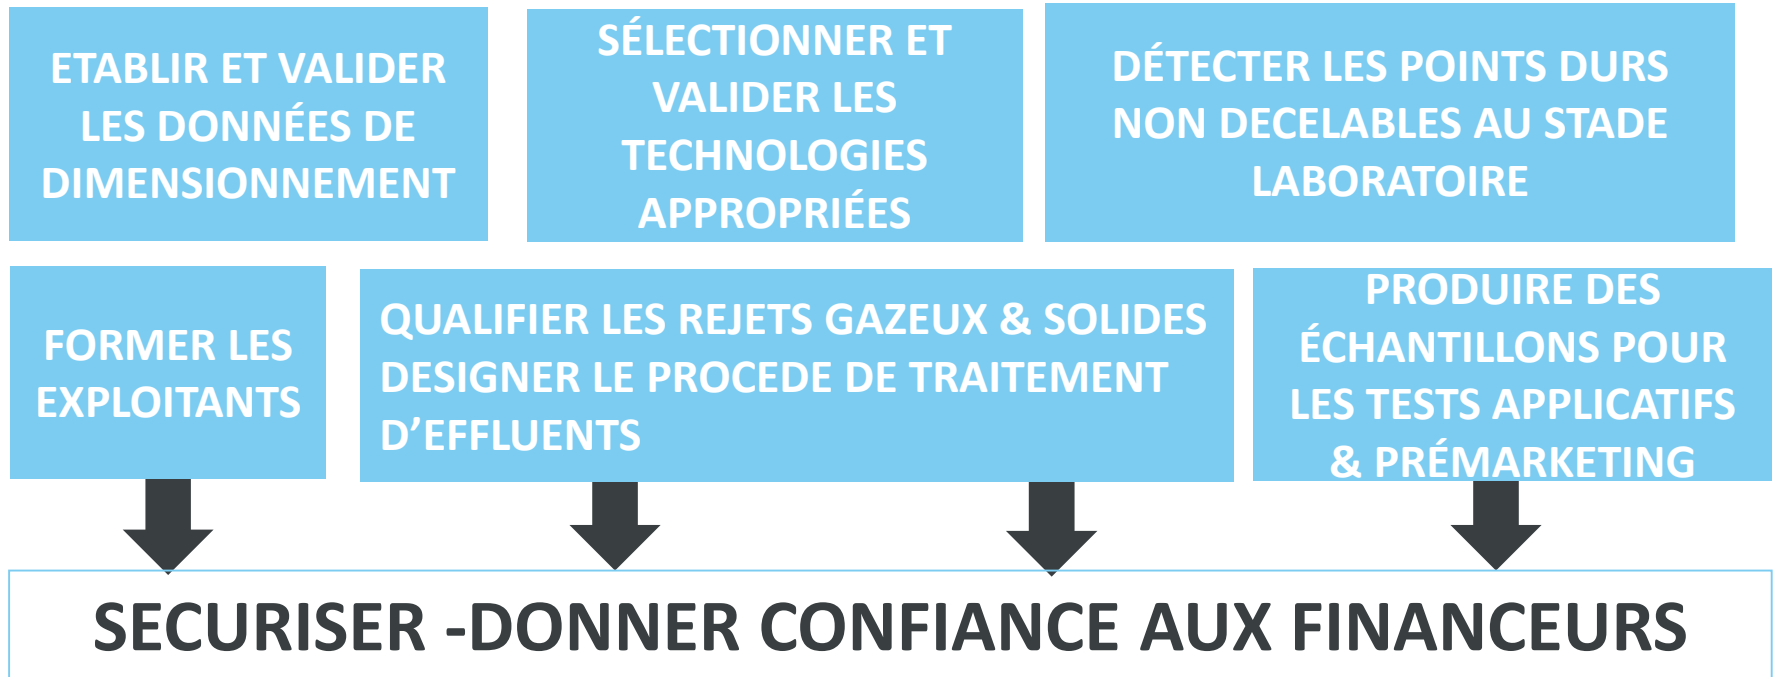 ETABLIR ET VALIDER
LES DONNÉES DE
DIMENSIONNEMENT
SÉLECTIONNER ET
VALIDER LES
TECHNOLOGIES
APPROPRIÉES
DÉTECTER LES POINTS DURS
NON DECELABLES AU STADE
LABORATOIRE
FORMER LES
EXPLOITANTS
QUALIFIER LES REJETS GAZEUX & SOLIDES
DESIGNER LE PROCEDE DE TRAITEMENT
D’EFFLUENTS
PRODUIRE DES
ÉCHANTILLONS POUR
LES TESTS APPLICATIFS
& PRÉMARKETING
SECURISER -DONNER CONFIANCE AUX FINANCEURS